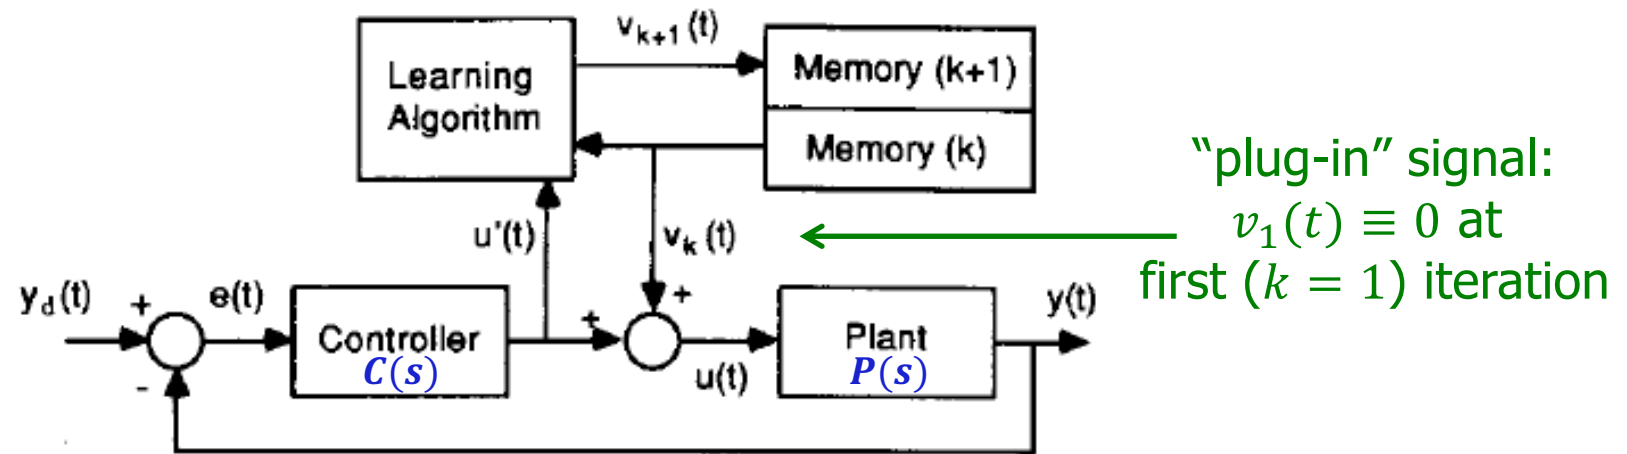 v_{k+1}(t)
Learning
Algorithm
Memory (k+1)
Memory (k)
“plug-in” signal:
v_1(t) ≡ 0 at
first (k = 1) iteration
u'(t)
v_k(t)
y_d(t)
+
e(t)
-
Controller
C(s)
+
+
u(t)
Plant
P(s)
y(t)